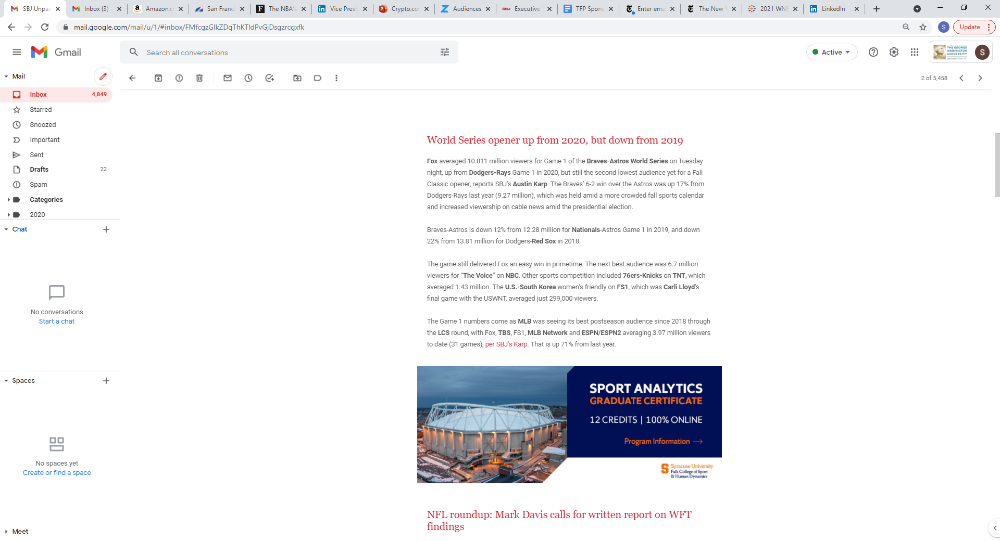 SBJ Unpac
Inbox (3) -
Amazon.c
San Franci
The NBA's
Vice Presi
Crypto.co
Audiences
Executive
TFP Spons
Enter ema
The New
2021 WNE
LinkedIn
mail.google.com/mail/u/1/#inbox/FMfcgzGlkZDqThKTldPvGjDsgzrcgxfk
S
Update
Gmail
Search all conversations
Active
THE GEORGE
WASHINGTON
UNIVERSITY
WASHINGTON, DC
S
Mail
2 of 5,458
Inbox 4,849
Starred
Snoozed
Important
Sent
Drafts 22
Spam
Categories
2020
Chat
No conversations
Start a chat
Spaces
No spaces yet
Create or find a space
Meet
World Series opener up from 2020, but down from 2019
Fox averaged 10.811 million viewers for Game 1 of the Braves-Astros World Series on Tuesday
night, up from Dodgers-Rays Game 1 in 2020, but still the second-lowest audience yet for a Fall
Classic opener, reports SBJ's Austin Karp. The Braves' 6-2 win over the Astros was up 17% from
Dodgers-Rays last year (9.27 million), which was held amid a more crowded fall sports calendar
and increased viewership on cable news amid the presidential election.
Braves-Astros is down 12% from 12.28 million for Nationals-Astros Game 1 in 2019, and down
22% from 13.81 million for Dodgers-Red Sox in 2018.
The game still delivered Fox an easy win in primetime. The next best audience was 6.7 million
viewers for “The Voice” on NBC. Other sports competition included 76ers-Knicks on TNT, which
averaged 1.43 million. The U.S.-South Korea women's friendly on FS1, which was Carli Lloyd's
final game with the USWNT, averaged just 299,000 viewers.
The Game 1 numbers come as MLB was seeing its best postseason audience since 2018 through
the LCS round, with Fox, TBS, FS1, MLB Network and ESPN/ESPN2 averaging 3.97 million viewers
to date (31 games), per SBJ's Karp. That is up 71% from last year.
SPORT ANALYTICS
GRADUATE CERTIFICATE
12 CREDITS | 100% ONLINE
Program Information →
S Syracuse University
Falk College of Sport
& Human Dynamics
NFL roundup: Mark Davis calls for written report on WFT
findings